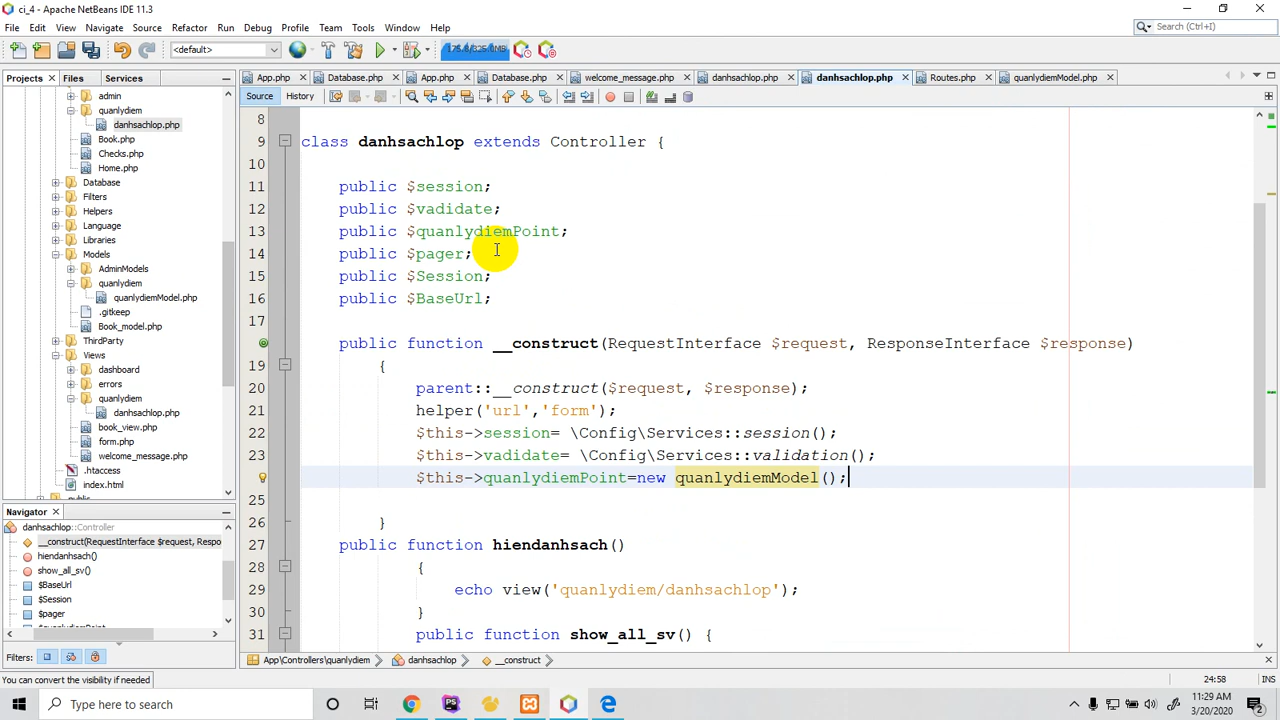 ci_4 - Apache NetBeans IDE 11.3
File Edit View Navigate Source Refactor Run Debug Profile Team Tools Window Help
Search (Ctrl+I)
<default>
Projects Files Services
App.php Database.php App.php Database.php welcome_message.php danhsachlop.php danhsachlop.php Routes.php quanlydiemModel.php
Source History
admin
quanlydiem
danhsachlop.php
Book.php
Checks.php
Home.php
Database
Filters
Helpers
Language
Libraries
Models
AdminModels
quanlydiem
quanlydiemModel.php
.gitkeep
Book_model.php
ThirdParty
Views
dashboard
errors
quanlydiem
danhsachlop.php
book_view.php
form.php
welcome_message.php
.htaccess
index.html
8
9 class danhsachlop extends Controller {
10
11 public $session;
12 public $vadidate;
13 public $quanlydiemPoint;
14 public $pager;
15 public $Session;
16 public $BaseUrl;
17
public function __construct(RequestInterface $request, ResponseInterface $response)
19 {
20 parent::__construct($request, $response);
21 helper('url','form');
22 $this->session= \Config\Services::session();
23 $this->vadidate= \Config\Services::validation();
$this->quanlydiemPoint=new quanlydiemModel();
25
26 }
27 public function hiendanhsach()
28 {
29 echo view('quanlydiem/danhsachlop');
30 }
31 public function show_all_sv() {
Navigator
danhsachlop::Controller
__construct(RequestInterface $request, Respo
hiendanhsach()
show_all_sv()
$BaseUrl
$Session
$pager
Filters:
App\Controllers\quanlydiem danhsachlop __construct
You can convert the visibility if needed
24:58 INS
Type here to search
11:29 AM
3/20/2020
2